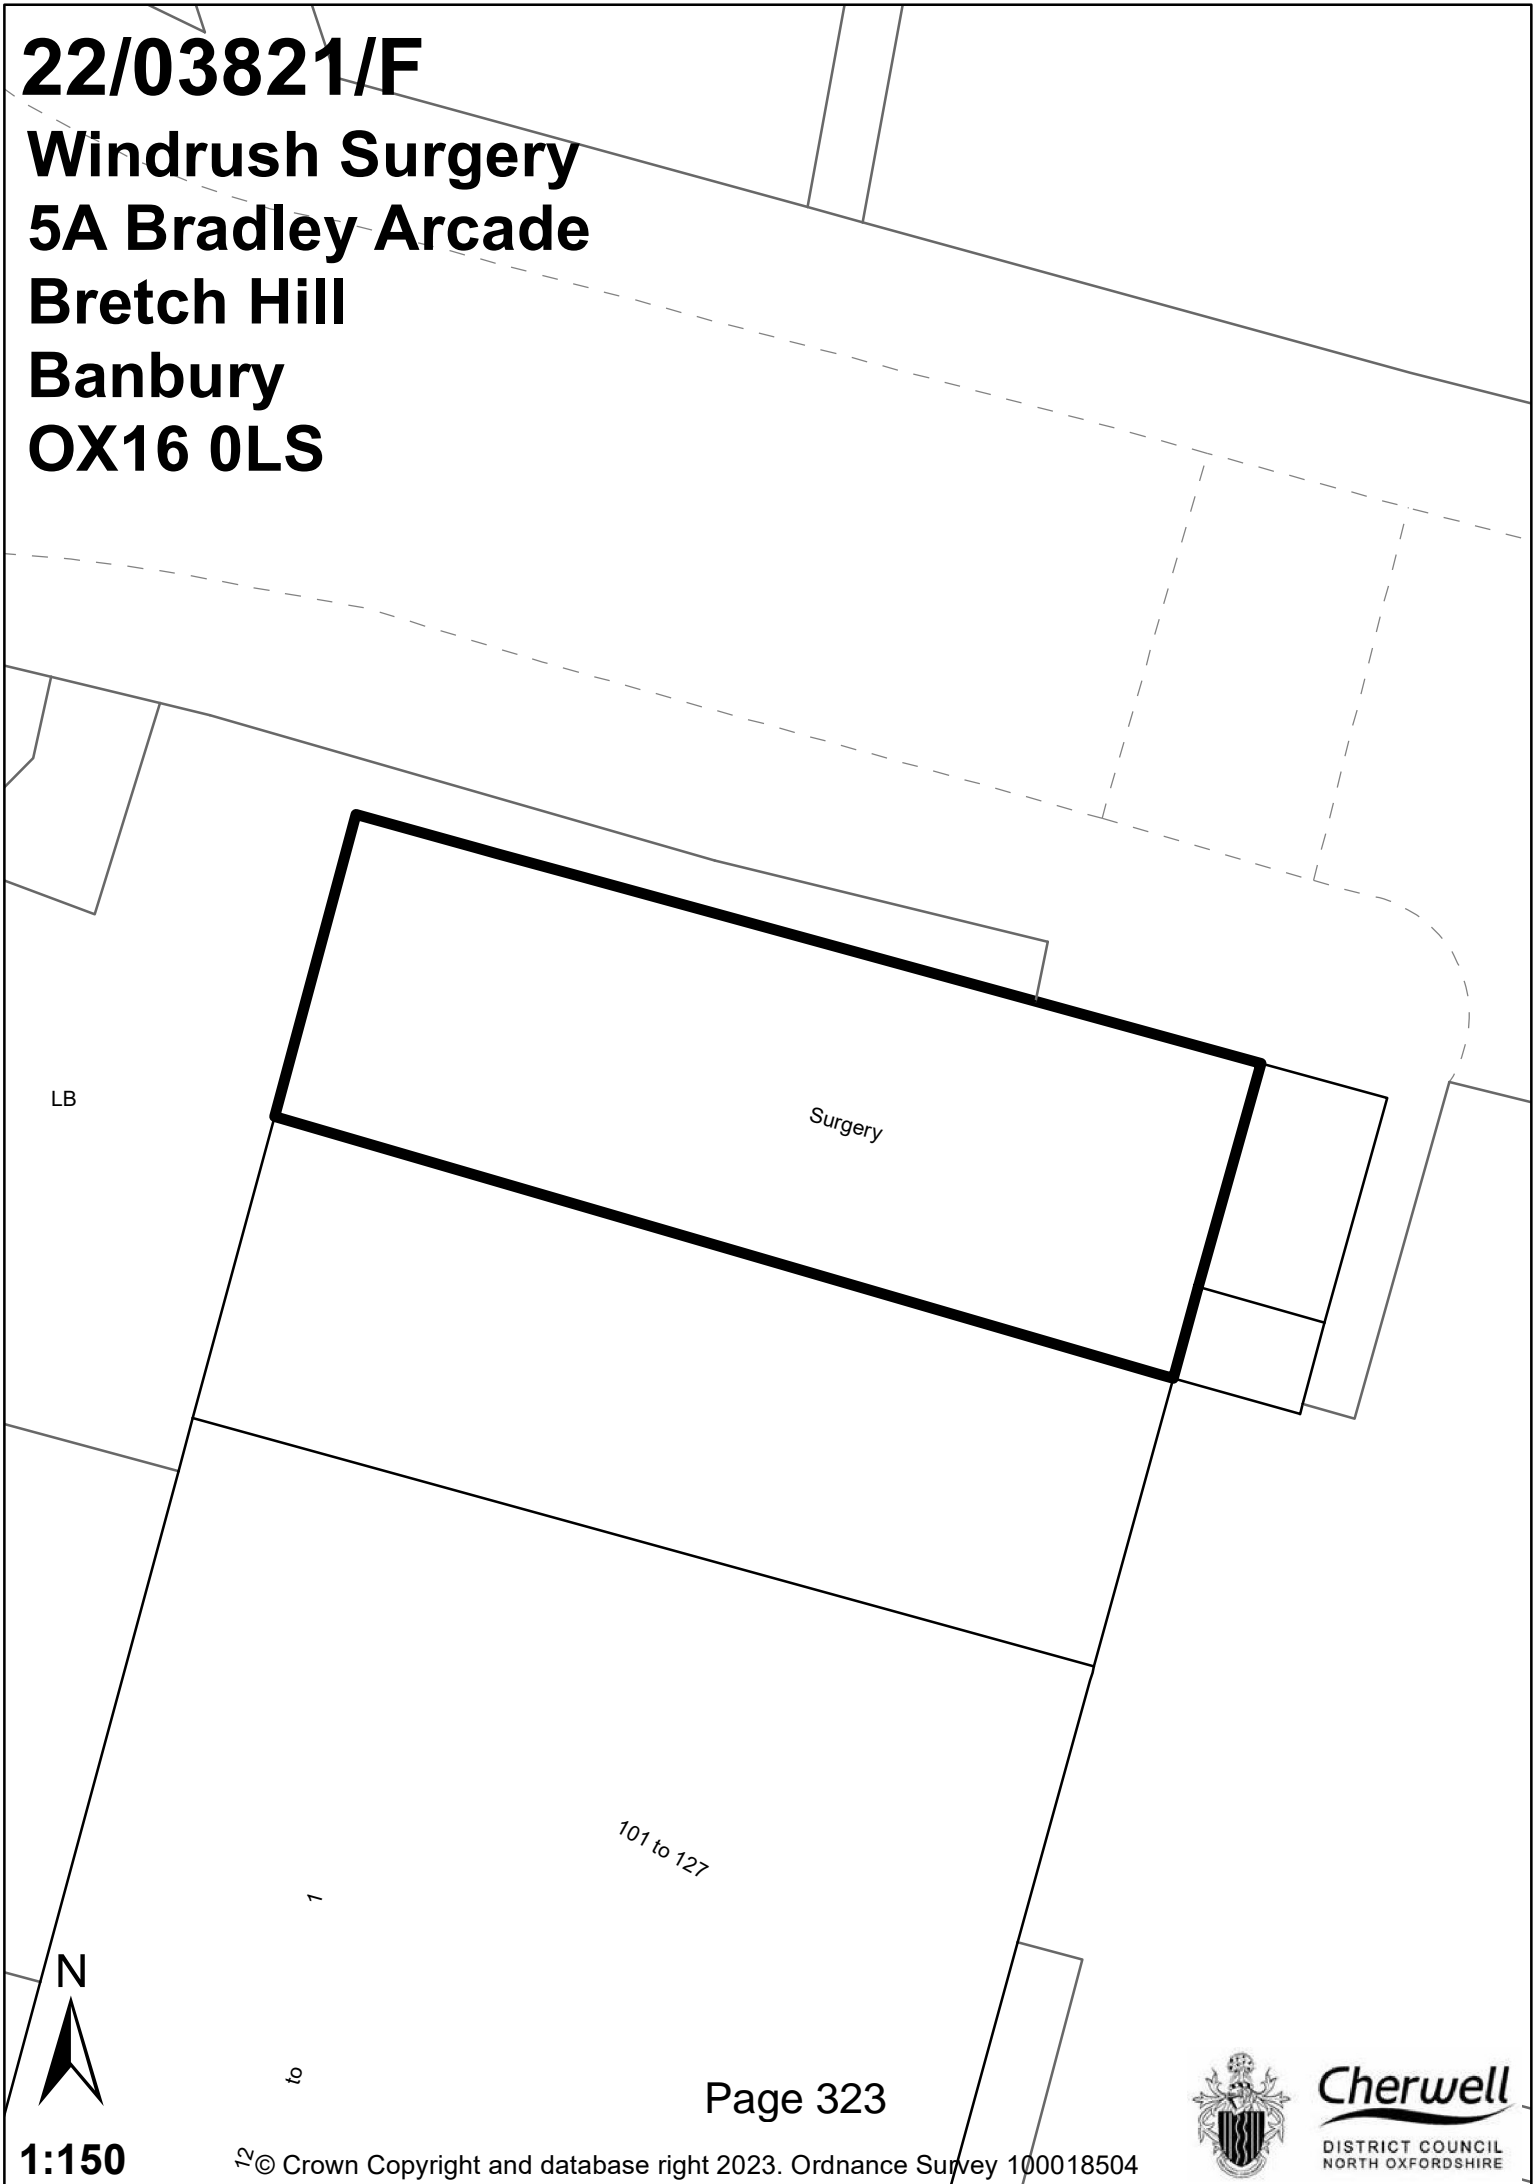 22/03821/F
Windrush Surgery
5A Bradley Arcade
Bretch Hill
Banbury
OX16 0LS
LB
Surgery
101 to 127
1
to
12
N
1:150
Page 323
© Crown Copyright and database right 2023. Ordnance Survey 100018504
Cherwell
DISTRICT COUNCIL
NORTH OXFORDSHIRE